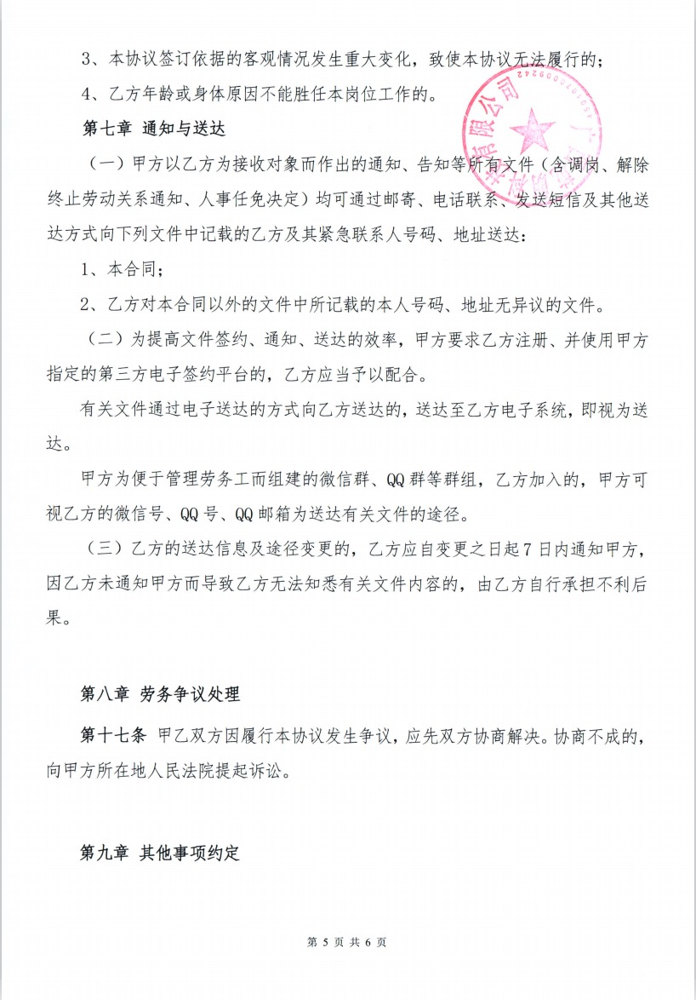 3、本协议签订依据的客观情况发生重大变化，致使本协议无法履行的；
4、乙方年龄或身体原因不能胜任本岗位工作的。
第七章 通知与送达
（一）甲方以乙方为接收对象而作出的通知、告知等所有文件（含调岗、解除
终止劳动关系通知、人事任免决定）均可通过邮寄、电话联系、发送短信及其他送
达方式向下列文件中记载的乙方及其紧急联系人号码、地址送达：
1、本合同；
2、乙方对本合同以外的文件中所记载的本人号码、地址无异议的文件。
（二）为提高文件签约、通知、送达的效率，甲方要求乙方注册、并使用甲方
指定的第三方电子签约平台的，乙方应当予以配合。
有关文件通过电子送达的方式向乙方送达的，送达至乙方电子系统，即视为送
达。
甲方为便于管理劳务工而组建的微信群、QQ 群等群组，乙方加入的，甲方可
视乙方的微信号、QQ 号、QQ 邮箱为送达有关文件的途径。
（三）乙方的送达信息及途径变更的，乙方应自变更之日起 7 日内通知甲方，
因乙方未通知甲方而导致乙方无法知悉有关文件内容的，由乙方自行承担不利后
果。
第八章 劳务争议处理
第十七条 甲乙双方因履行本协议发生争议，应先双方协商解决。协商不成的，
向甲方所在地人民法院提起诉讼。
第九章 其他事项约定
第 5 页 共 6 页
有限公司